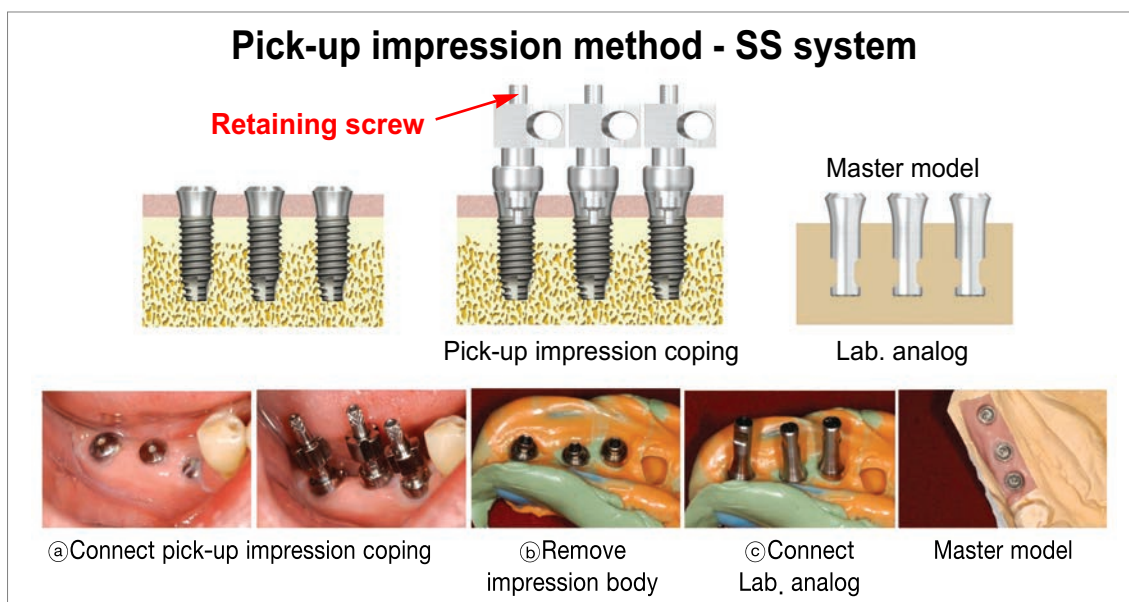 Pick-up impression method - SS system
Retaining screw
Master model
Pick-up impression coping
Lab. analog
ⓐConnect pick-up impression coping
ⓑRemove
impression body
ⓒConnect
Lab. analog
Master model